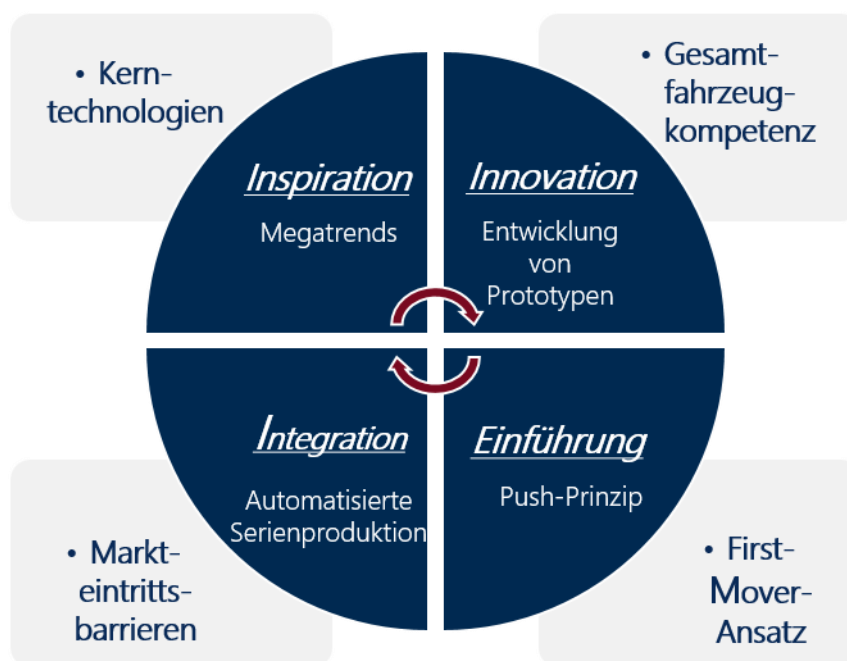 • Kern-
technologien
• Gesamt-
fahrzeug-
kompetenz
Inspiration
Megatrends
Innovation
Entwicklung
von
Prototypen
Integration
Automatisierte
Serienproduktion
Einführung
Push-Prinzip
• Markt-
eintritts-
barrieren
• First-
Mover-
Ansatz